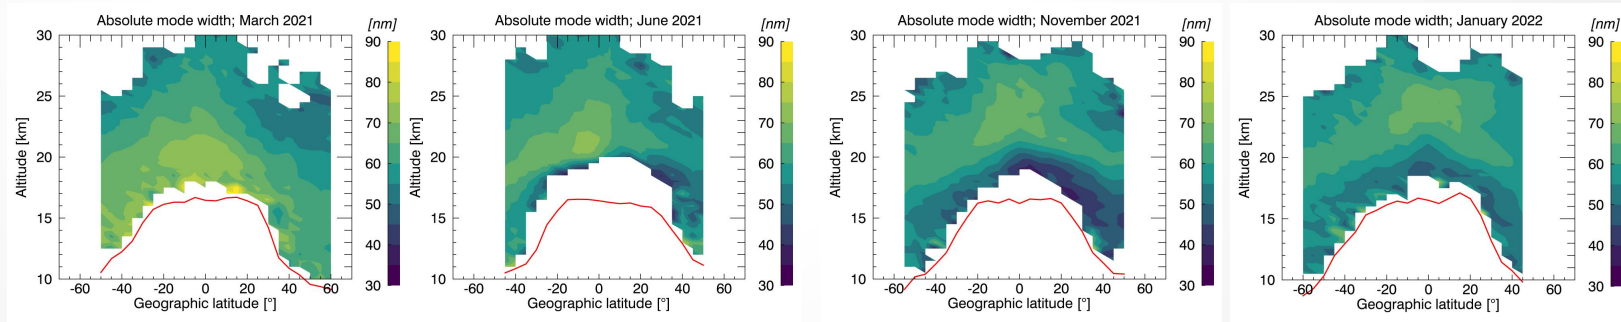 Absolute mode width; March 2021 [nm]
30 25 20 15 10
Altitude [km]
-60 -40 -20 0 20 40 60
Geographic latitude [°]
90 80 70 60 50 40 30
Absolute mode width; June 2021 [nm]
30 25 20 15 10
Altitude [km]
-60 -40 -20 0 20 40 60
Geographic latitude [°]
90 80 70 60 50 40 30
Absolute mode width; November 2021 [nm]
30 25 20 15 10
Altitude [km]
-60 -40 -20 0 20 40 60
Geographic latitude [°]
90 80 70 60 50 40 30
Absolute mode width; January 2022 [nm]
30 25 20 15 10
Altitude [km]
-60 -40 -20 0 20 40 60
Geographic latitude [°]
90 80 70 60 50 40 30